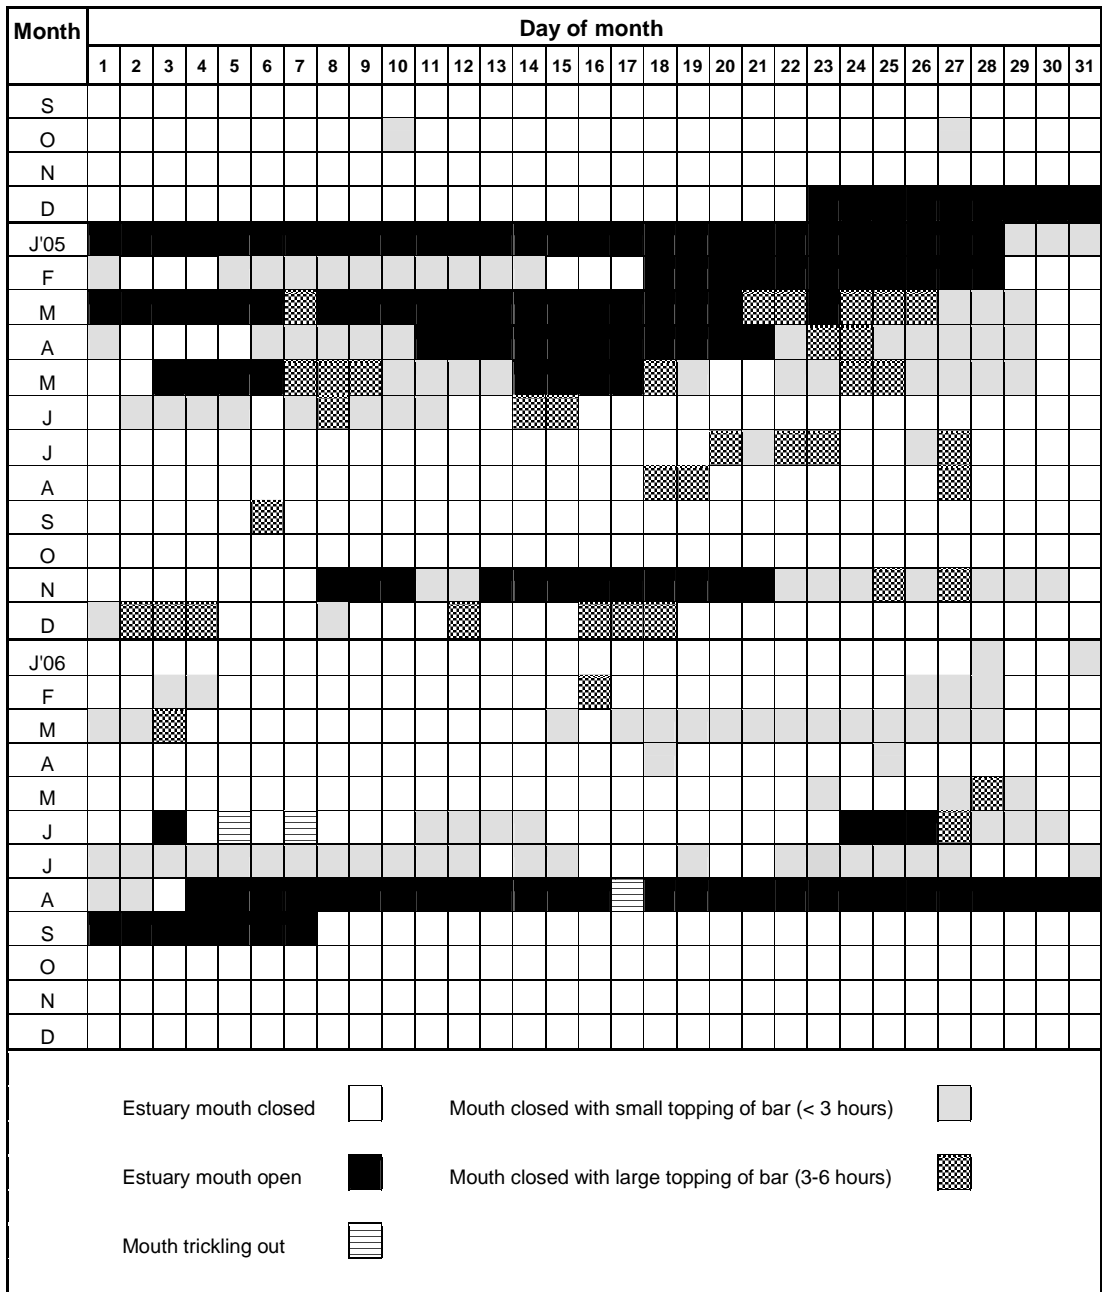 Month Day of month
1 2 3 4 5 6 7 8 9 10 11 12 13 14 15 16 17 18 19 20 21 22 23 24 25 26 27 28 29 30 31
S
O
N
D
J'05
F
M
A
M
J
J
A
S
O
N
D
J'06
F
M
A
M
J
J
A
S
O
N
D
Estuary mouth closed Mouth closed with small topping of bar (< 3 hours)
Estuary mouth open Mouth closed with large topping of bar (3-6 hours)
Mouth trickling out